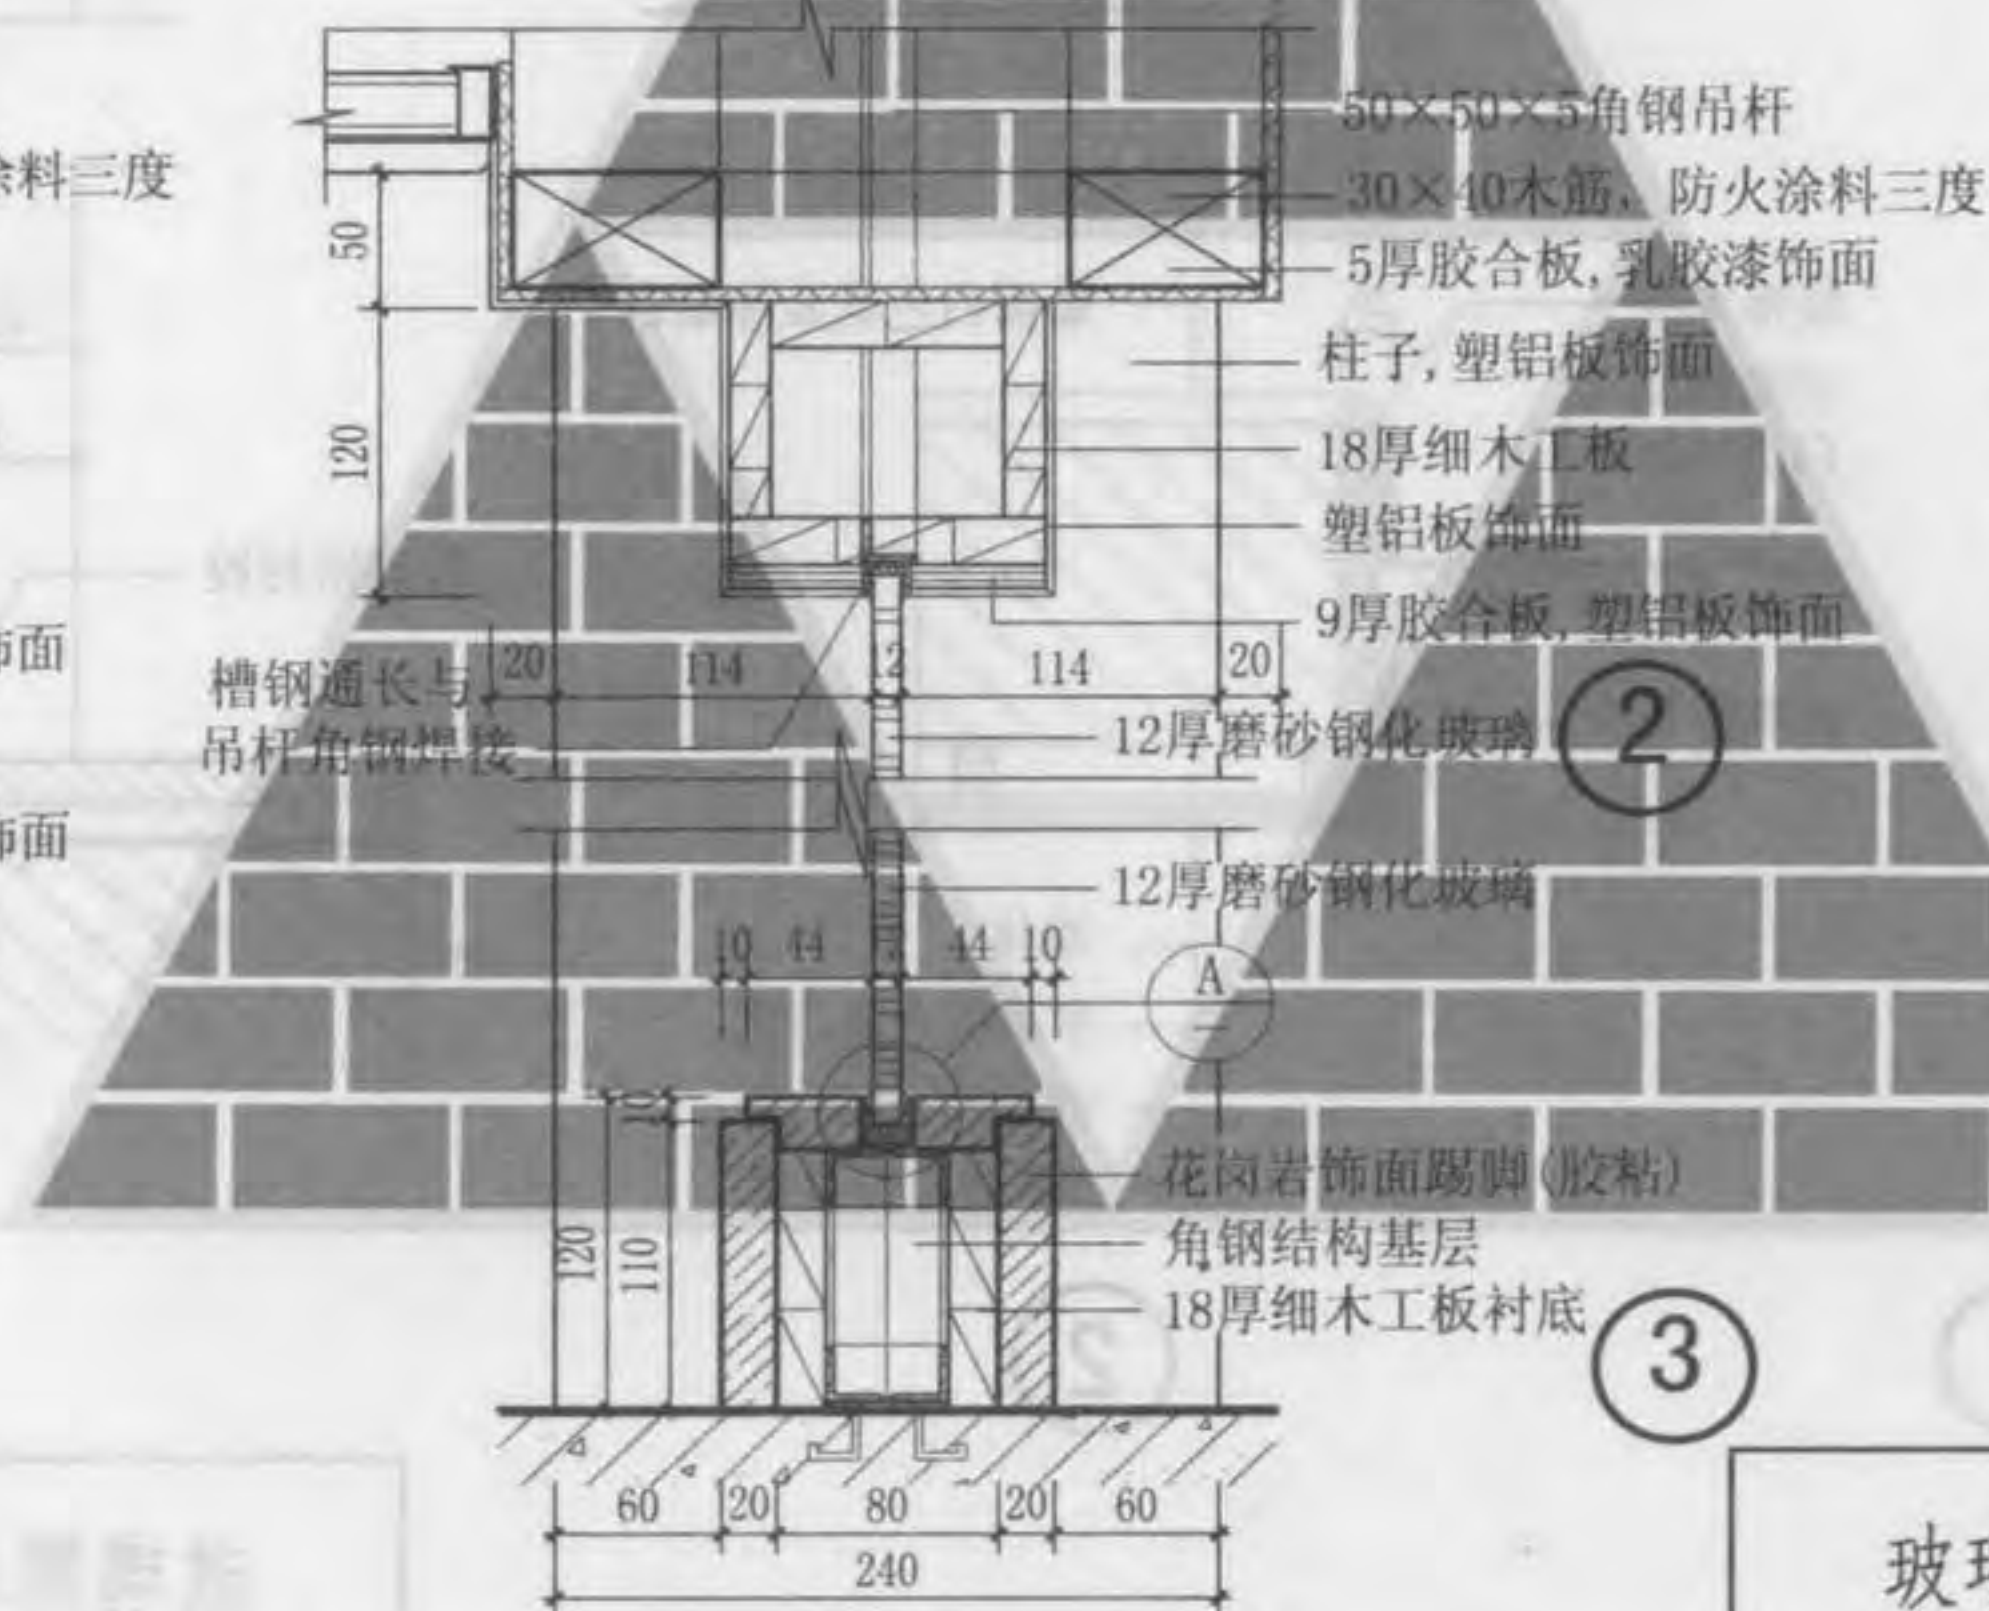 50×50×5角钢吊杆
涂料三度
30×40木筋，防火涂料三度
50
5厚胶合板,乳胶漆饰面
柱子,塑铝板饰面
120
18厚细木工板
塑铝板饰面
9厚胶合板,塑铝板饰面
饰面
槽钢通长与
吊杆角钢焊接
20
114
12
114
20
12厚磨砂钢化玻璃
2
饰面
12厚磨砂钢化玻璃
10
44
44
10
A
10
花岗岩饰面踢脚(胶粘)
120
110
角钢结构基层
18厚细木工板衬底
3
60
20
80
20
60
240
玻